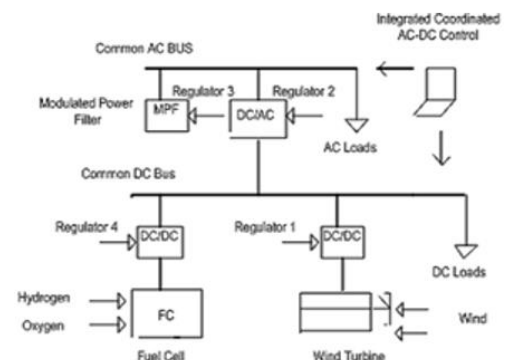 Integrated Coordinated
AC-DC Control
Common AC BUS
Regulator 3
Regulator 2
Modulated Power
Filter
MPF
DC/AC
AC Loads
Common DC Bus
Regulator 4
DC/DC
Regulator 1
DC/DC
DC Loads
Hydrogen
Oxygen
FC
Wind
Fuel Cell
Wind Turbine